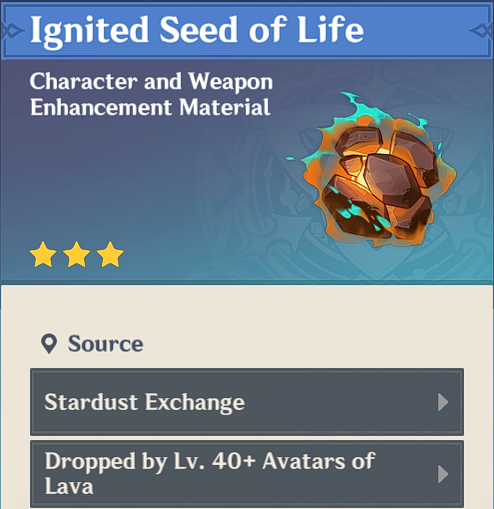 Ignited Seed of Life
Character and Weapon
Enhancement Material
Source
Stardust Exchange
Dropped by Lv. 40+ Avatars of
Lava